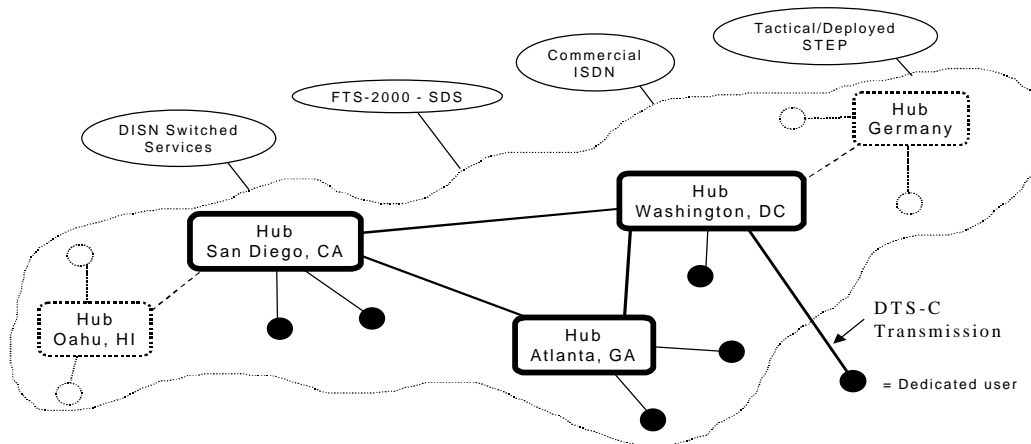 Tactical/Deployed
STEP
Commercial
ISDN
FTS-2000 - SDS
DISN Switched
Services
Hub
Germany
Hub
Washington, DC
Hub
San Diego, CA
Hub
Oahu, HI
Hub
Atlanta, GA
DTS-C
Transmission
= Dedicated user